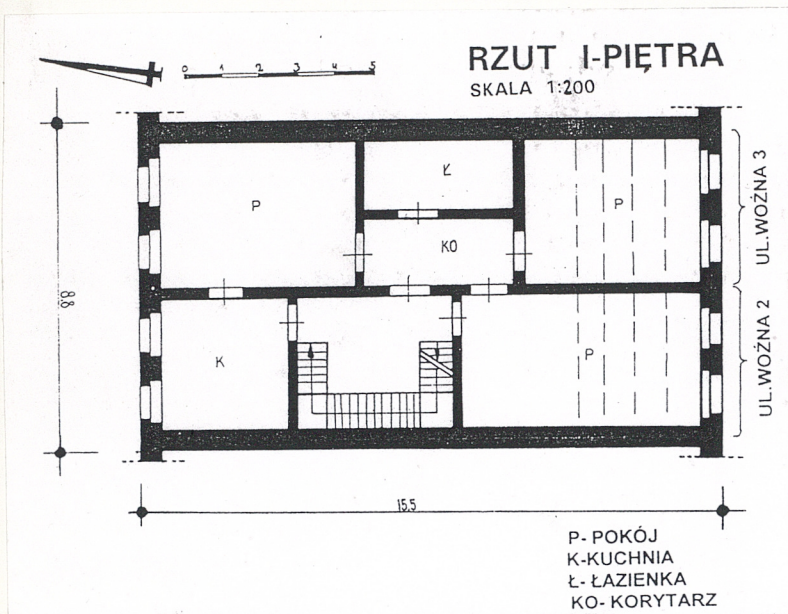 RZUT I-PIĘTRA
SKALA 1:200
0 1 2 3 4 5
P
Ł
P
KO
K
P
8.8
15.5
UL.WOŹNA 3
UL.WOŹNA 2
P- POKÓJ
K-KUCHNIA
Ł- ŁAZIENKA
KO- KORYTARZ